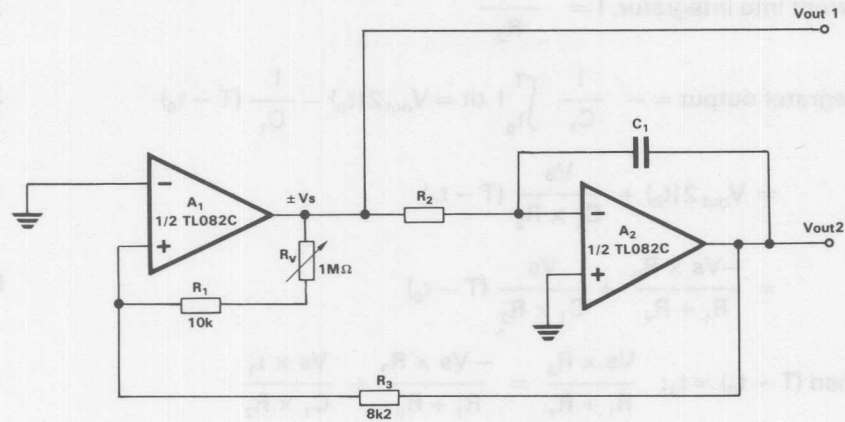 Vout 1
C₁
A₁
1/2 TL082C
± Vs
R₂
A₂
1/2 TL082C
Vout2
Rᵥ
1MΩ
R₁
10k
R₃
8k2